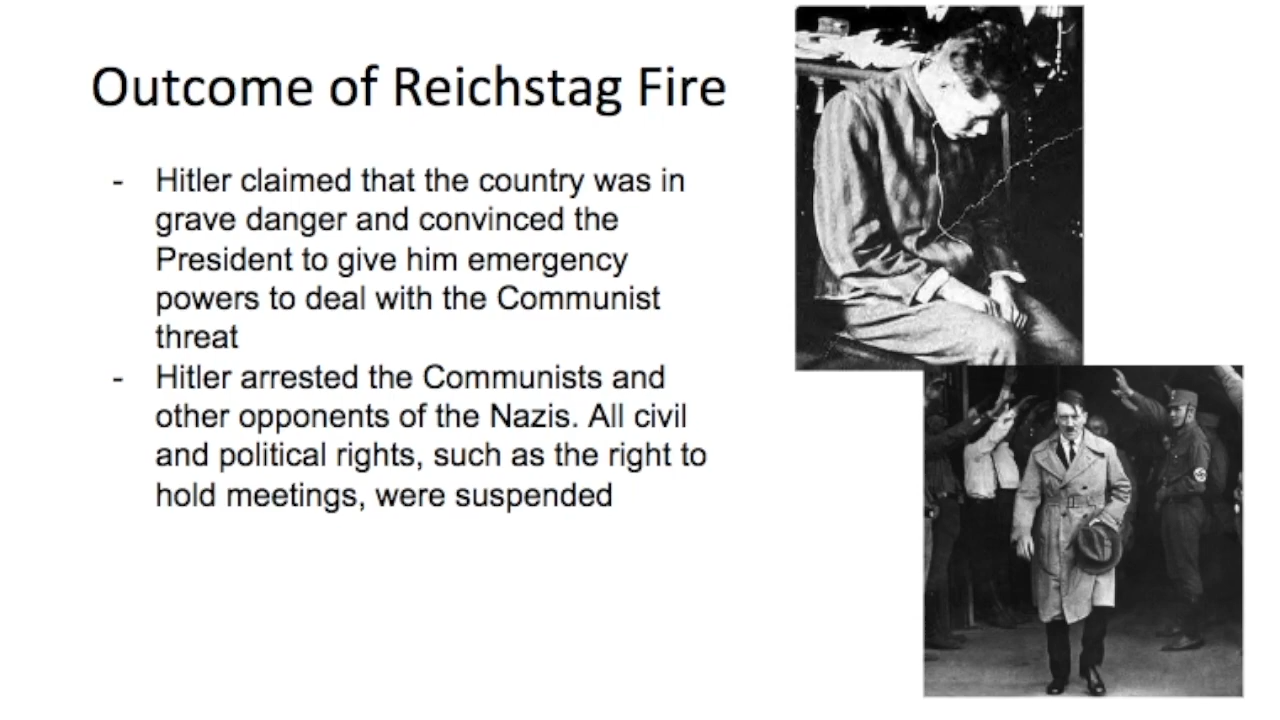 Outcome of Reichstag Fire
- Hitler claimed that the country was in
grave danger and convinced the
President to give him emergency
powers to deal with the Communist
threat
- Hitler arrested the Communists and
other opponents of the Nazis. All civil
and political rights, such as the right to
hold meetings, were suspended